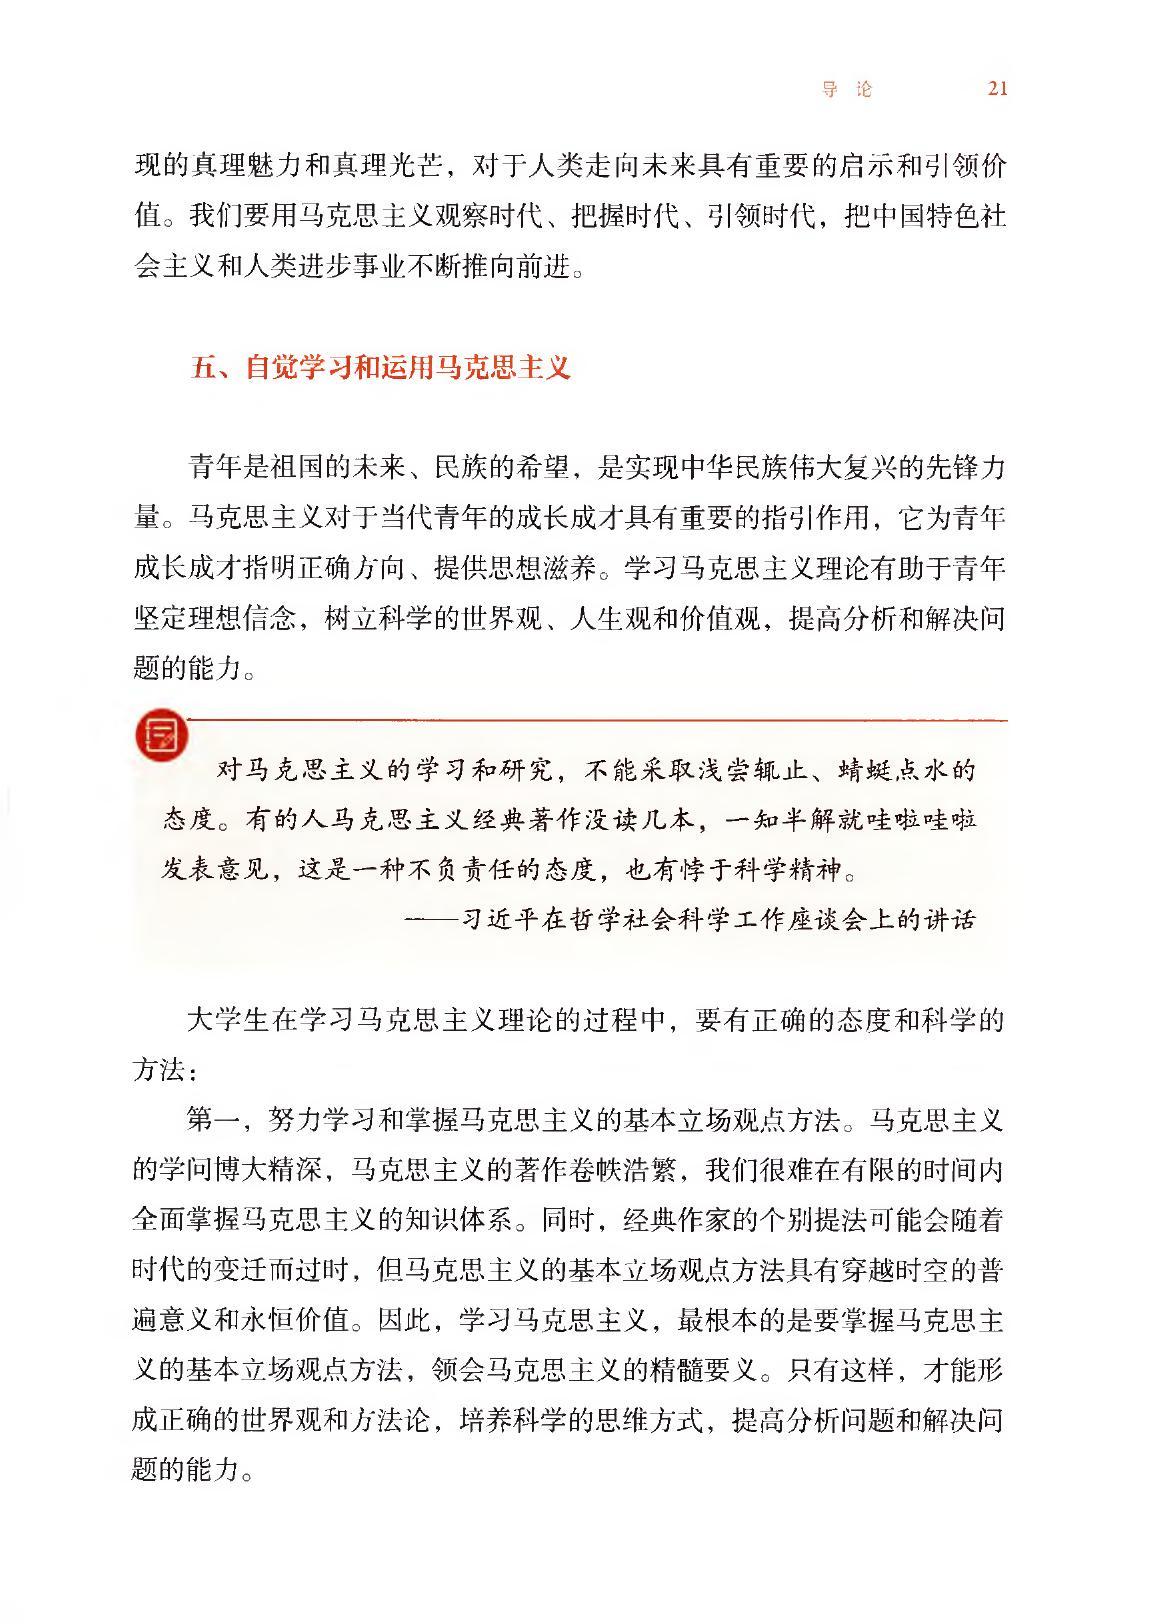 导 论 21
现的真理魅力和真理光芒，对于人类走向未来具有重要的启示和引领价
值。我们要用马克思主义观察时代、把握时代、引领时代，把中国特色社
会主义和人类进步事业不断推向前进。
五、自觉学习和运用马克思主义
青年是祖国的未来、民族的希望，是实现中华民族伟大复兴的先锋力
量。马克思主义对于当代青年的成长成才具有重要的指引作用，它为青年
成长成才指明正确方向、提供思想滋养。学习马克思主义理论有助于青年
坚定理想信念，树立科学的世界观、人生观和价值观，提高分析和解决问
题的能力。
对马克思主义的学习和研究，不能采取浅尝辄止、蜻蜓点水的
态度。有的人马克思主义经典著作没读几本，一知半解就哇啦哇啦
发表意见，这是一种不负责任的态度，也有悖于科学精神。
——习近平在哲学社会科学工作座谈会上的讲话
大学生在学习马克思主义理论的过程中，要有正确的态度和科学的
方法：
第一，努力学习和掌握马克思主义的基本立场观点方法。马克思主义
的学问博大精深，马克思主义的著作卷帙浩繁，我们很难在有限的时间内
全面掌握马克思主义的知识体系。同时，经典作家的个别提法可能会随着
时代的变迁而过时，但马克思主义的基本立场观点方法具有穿越时空的普
遍意义和永恒价值。因此，学习马克思主义，最根本的是要掌握马克思主
义的基本立场观点方法，领会马克思主义的精髓要义。只有这样，才能形
成正确的世界观和方法论，培养科学的思维方式，提高分析问题和解决问
题的能力。